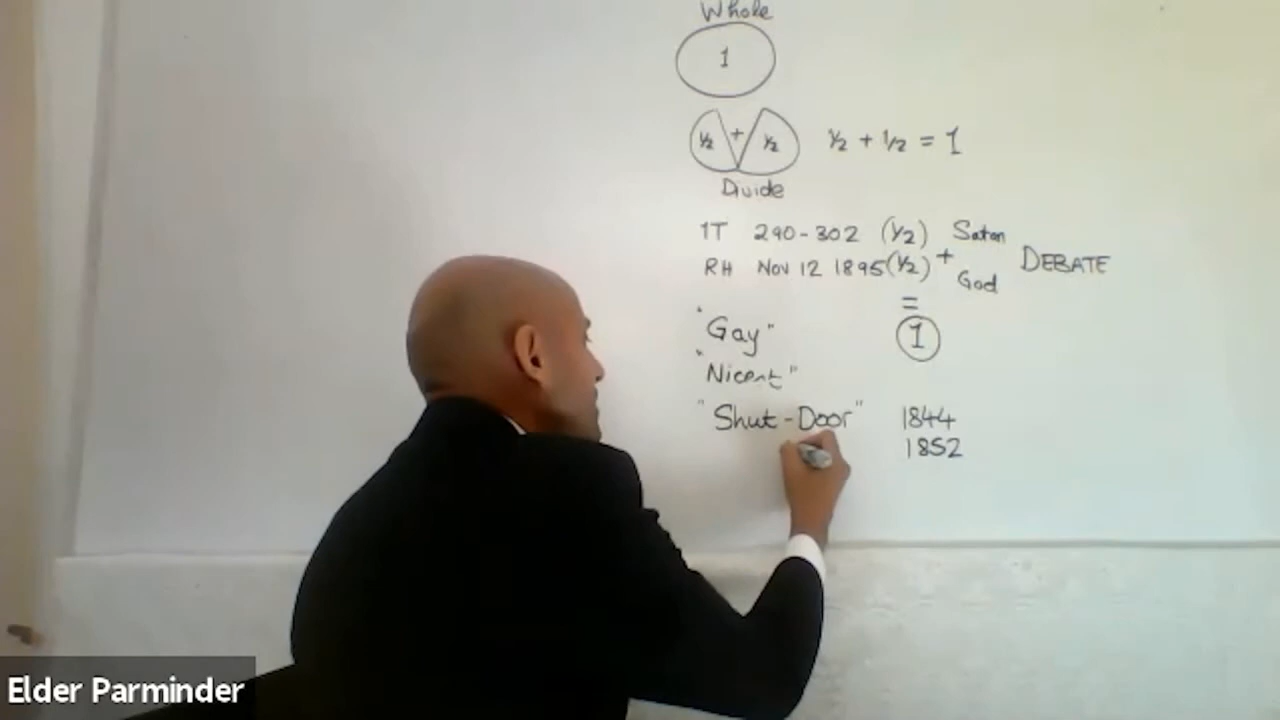 Whole
1
½ + ½ ½ + 1/2 = 1
Divide
1T 290-302 (½) Satan
RH Nov 12 1895 (½) + God DEBATE
=
"Gay" 1
"Nicent"
"Shut-Door" 1844
1852
Elder Parminder